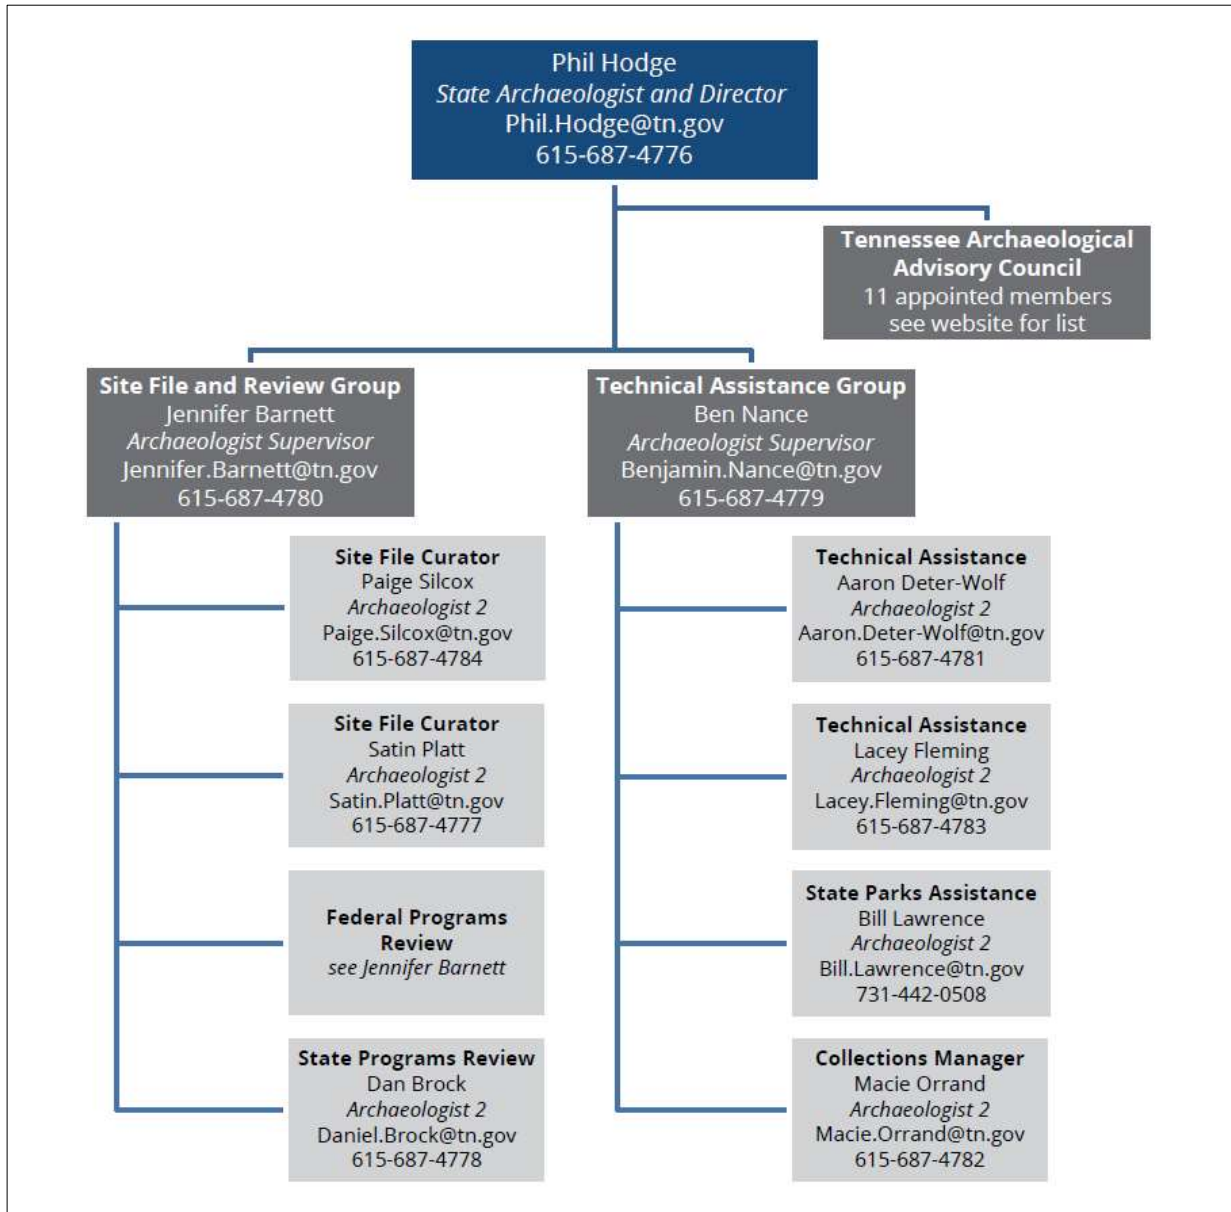 Phil Hodge
State Archaeologist and Director
Phil.Hodge@tn.gov
615-687-4776
Tennessee Archaeological
Advisory Council
11 appointed members
see website for list
Site File and Review Group
Jennifer Barnett
Archaeologist Supervisor
Jennifer.Barnett@tn.gov
615-687-4780
Technical Assistance Group
Ben Nance
Archaeologist Supervisor
Benjamin.Nance@tn.gov
615-687-4779
Site File Curator
Paige Silcox
Archaeologist 2
Paige.Silcox@tn.gov
615-687-4784
Site File Curator
Satin Platt
Archaeologist 2
Satin.Platt@tn.gov
615-687-4777
Federal Programs
Review
see Jennifer Barnett
State Programs Review
Dan Brock
Archaeologist 2
Daniel.Brock@tn.gov
615-687-4778
Technical Assistance
Aaron Deter-Wolf
Archaeologist 2
Aaron.Deter-Wolf@tn.gov
615-687-4781
Technical Assistance
Lacey Fleming
Archaeologist 2
Lacey.Fleming@tn.gov
615-687-4783
State Parks Assistance
Bill Lawrence
Archaeologist 2
Bill.Lawrence@tn.gov
731-442-0508
Collections Manager
Macie Orrand
Archaeologist 2
Macie.Orrand@tn.gov
615-687-4782